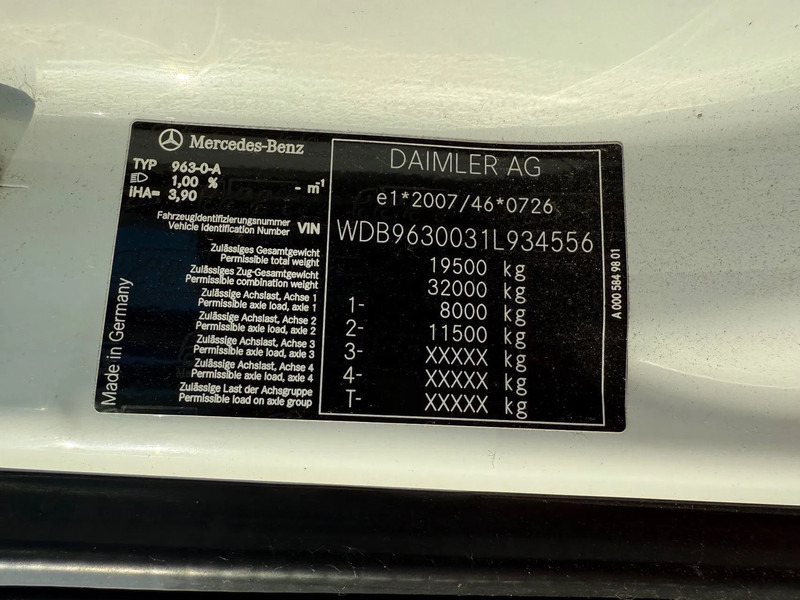 Mercedes-Benz
TYP 963-0-A
1,00 % - m⁻¹
iHA= 3,90
DAIMLER AG
e1*2007/46*0726
Fahrzeugidentifizierungsnummer
Vehicle Identification Number VIN WDB9630031L934556
Zulässiges Gesamtgewicht
Permissible total weight 19500 kg
Zulässiges Zug-Gesamtgewicht
Permissible combination weight 32000 kg
Zulässige Achslast, Achse 1
Permissible axle load, axle 1 1- 8000 kg
Zulässige Achslast, Achse 2
Permissible axle load, axle 2 2- 11500 kg
Zulässige Achslast, Achse 3
Permissible axle load, axle 3 3- XXXXX kg
Zulässige Achslast, Achse 4
Permissible axle load, axle 4 4- XXXXX kg
Zulässige Last der Achsgruppe
Permissible load on axle group T- XXXXX kg
Made in Germany
A 000 584 98 01